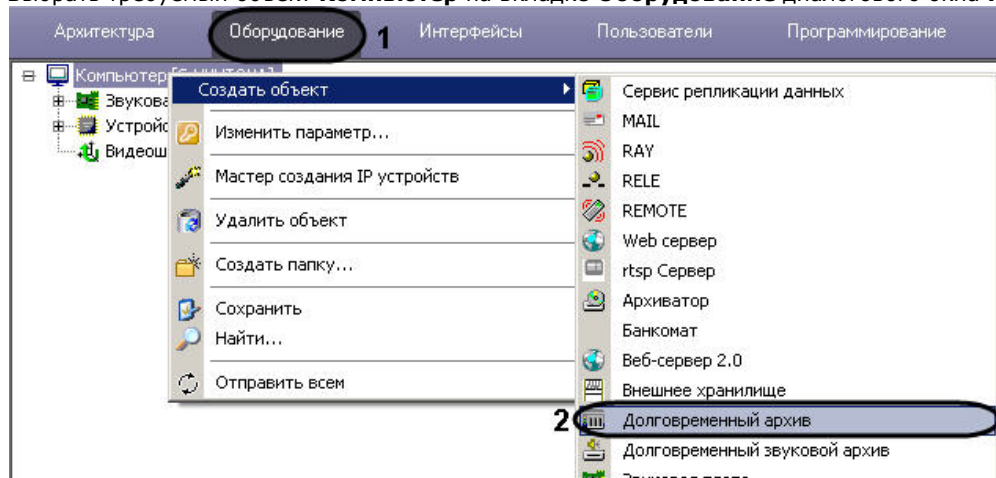 Архитектура Оборудование 1 Интерфейсы Пользователи Программирование
Компьютер
Звукова
Устройс
Видеош
Создать объект
Изменить параметр...
Мастер создания IP устройств
Удалить объект
Создать папку...
Сохранить
Найти...
Отправить всем
Сервис репликации данных
MAIL
RAY
RELE
REMOTE
Web сервер
rtsp Сервер
Архиватор
Банкомат
Веб-сервер 2.0
Внешнее хранилище
2 Долговременный архив
Долговременный звуковой архив